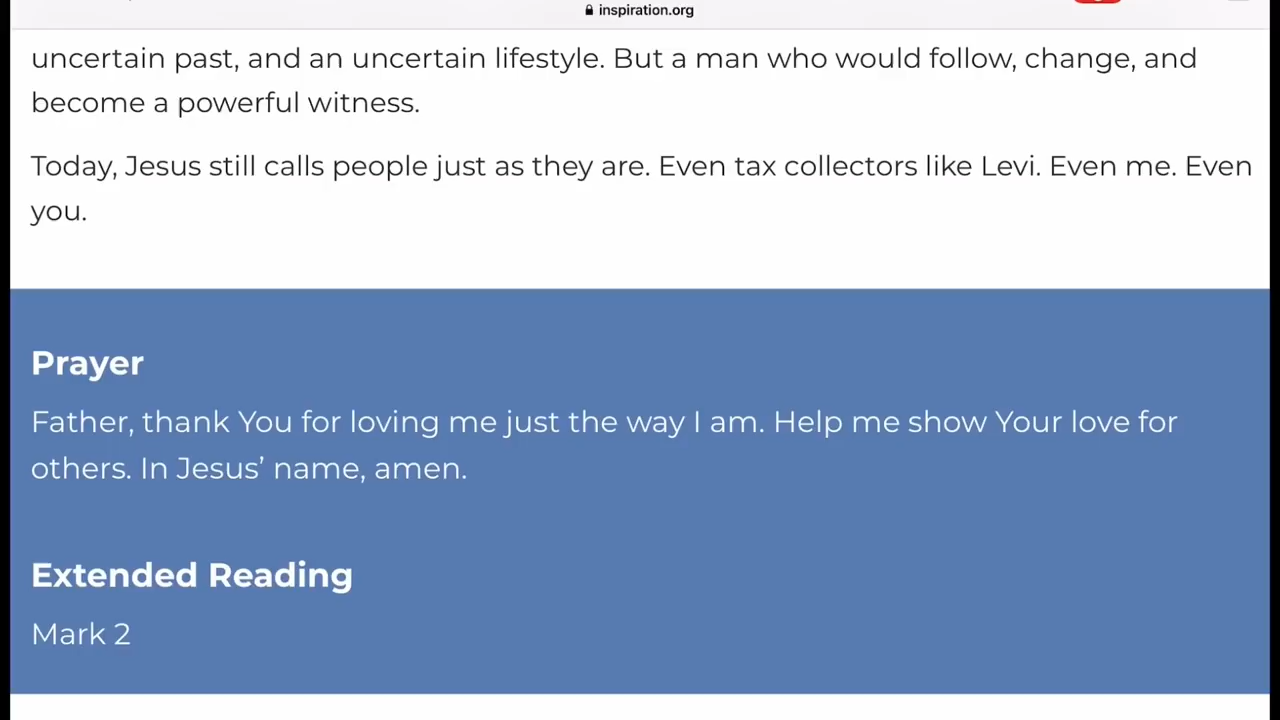 inspiration.org
uncertain past, and an uncertain lifestyle. But a man who would follow, change, and
become a powerful witness.
Today, Jesus still calls people just as they are. Even tax collectors like Levi. Even me. Even
you.
Prayer
Father, thank You for loving me just the way I am. Help me show Your love for
others. In Jesus’ name, amen.
Extended Reading
Mark 2